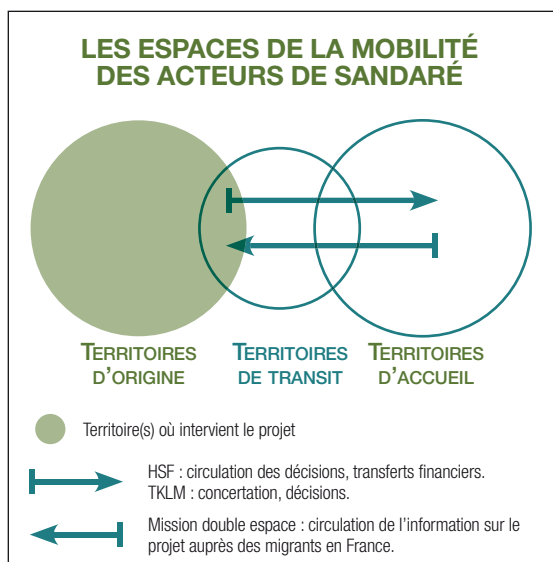 LES ESPACES DE LA MOBILITÉ
DES ACTEURS DE SANDARÉ
TERRITOIRES
D'ORIGINE
TERRITOIRES
DE TRANSIT
TERRITOIRES
D'ACCUEIL
Territoire(s) où intervient le projet
HSF : circulation des décisions, transferts financiers.
TKLM : concertation, décisions.
Mission double espace : circulation de l'information sur le
projet auprès des migrants en France.